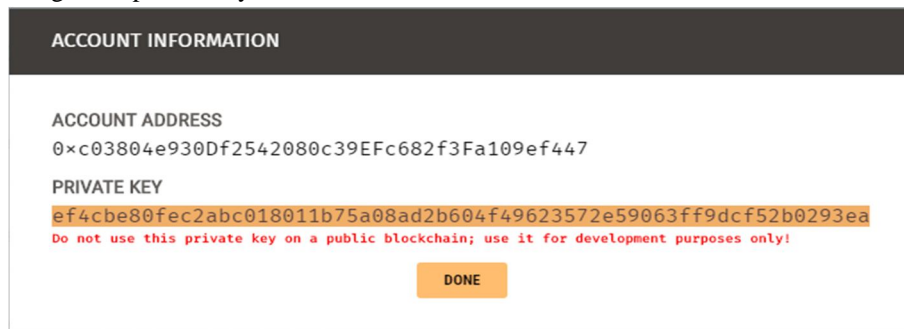 ACCOUNT INFORMATION
ACCOUNT ADDRESS
0×c03804e930Df2542080c39EFc682f3Fa109ef447
PRIVATE KEY
ef4cbe80fec2abc018011b75a08ad2b604f49623572e59063ff9dcf52b0293ea
Do not use this private key on a public blockchain; use it for development purposes only!
DONE